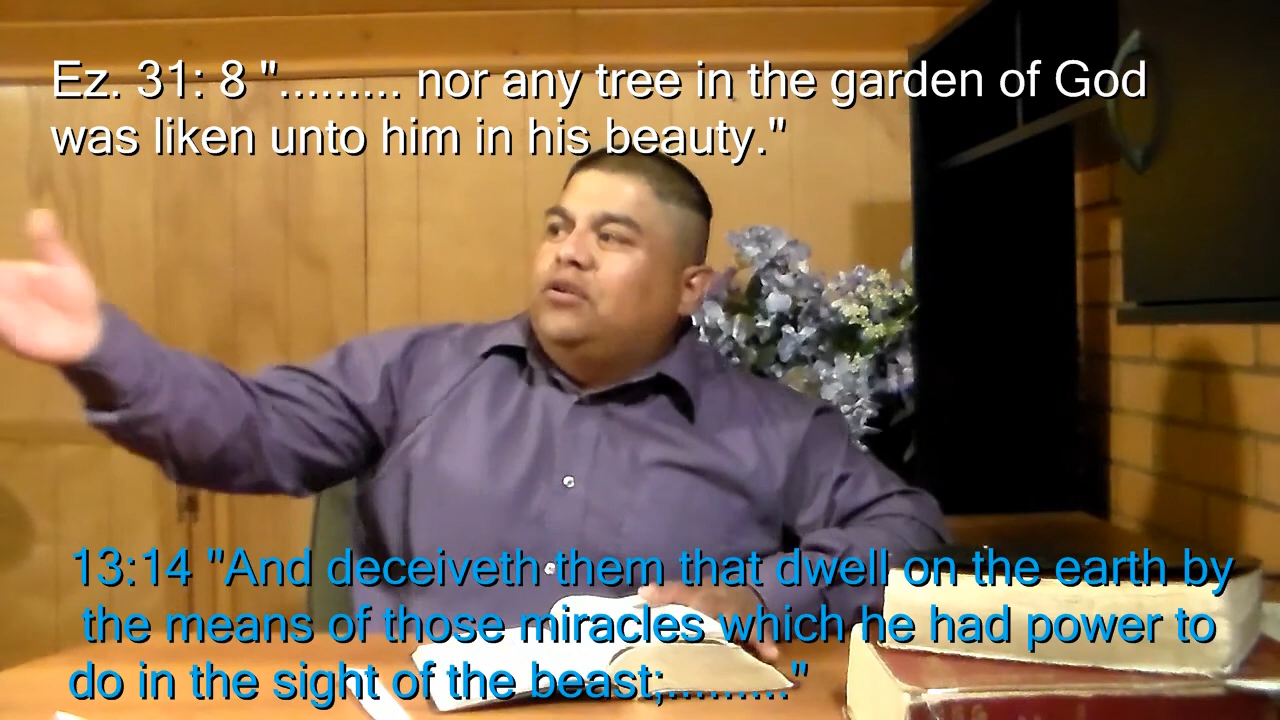 Ez. 31: 8 "......... nor any tree in the garden of God
was liken unto him in his beauty."
13:14 "And deceiveth them that dwell on the earth by
the means of those miracles which he had power to
do in the sight of the beast;........."